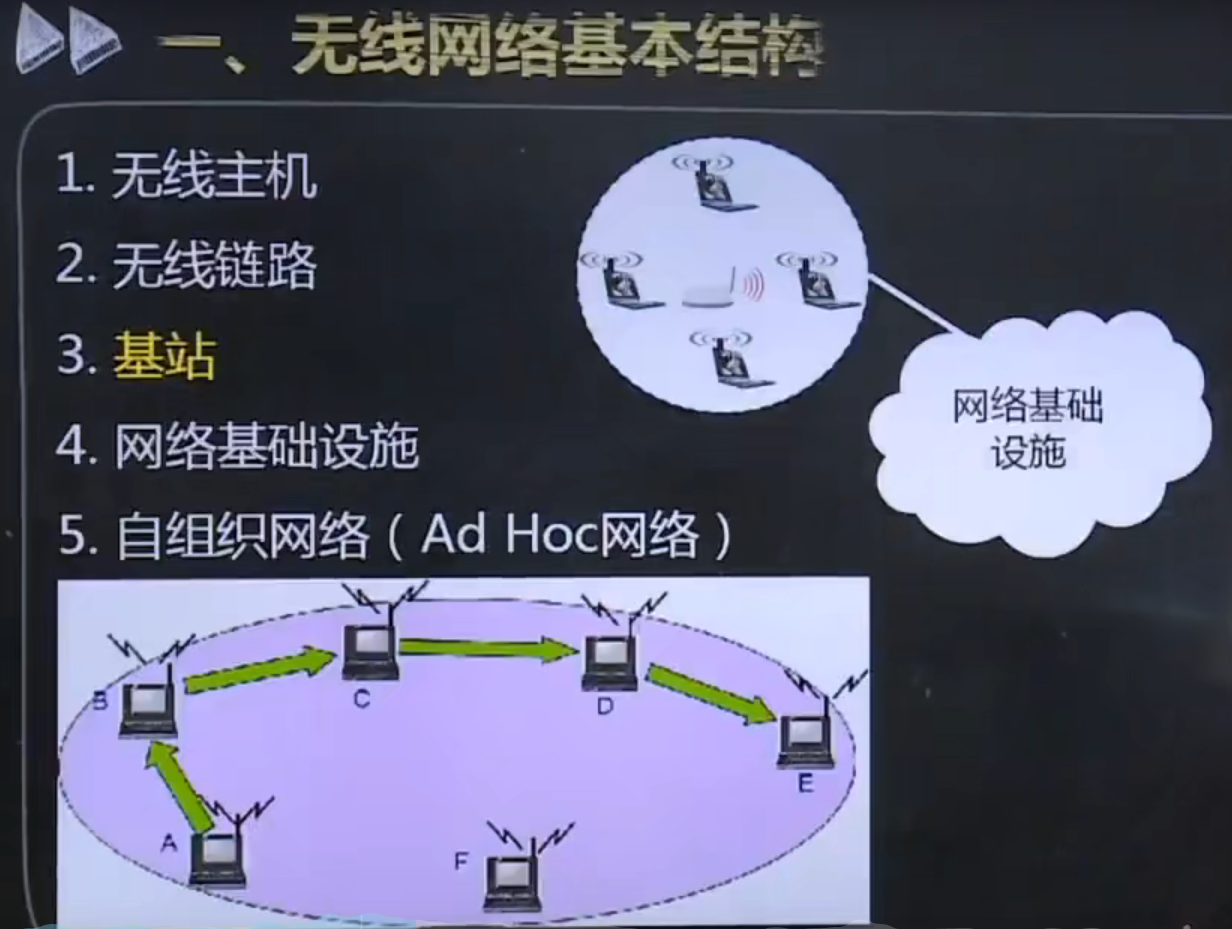 一、无线网络基本结构
1. 无线主机
2. 无线链路
3. 基站
4. 网络基础设施
5. 自组织网络（Ad Hoc网络）
网络基础
设施
B
C
D
E
A
F